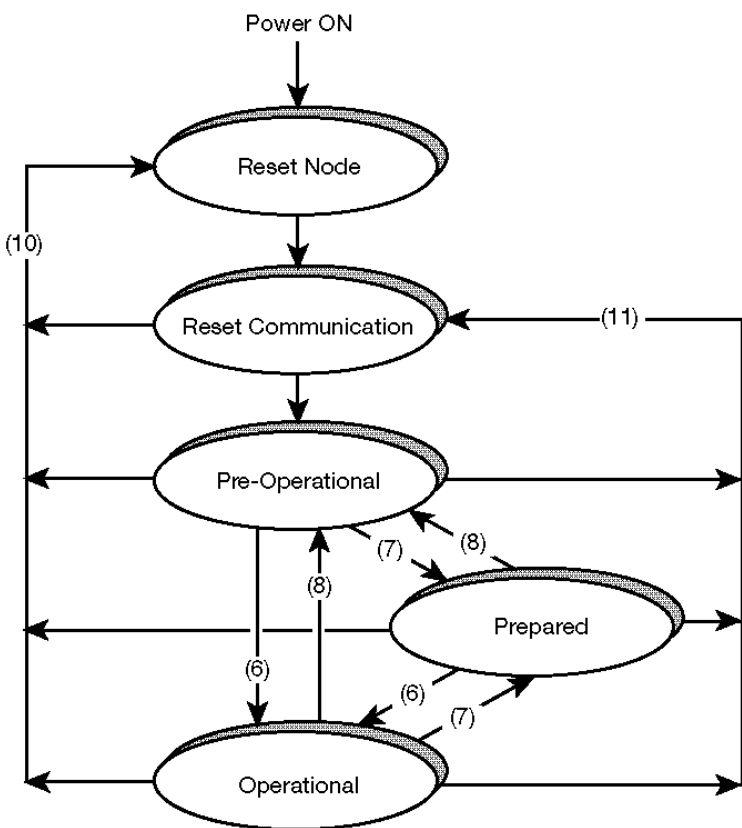 Power ON
Reset Node
(10)
Reset Communication
(11)
Pre-Operational
(7)
(8)
(8)
Prepared
(6)
(6)
(7)
Operational